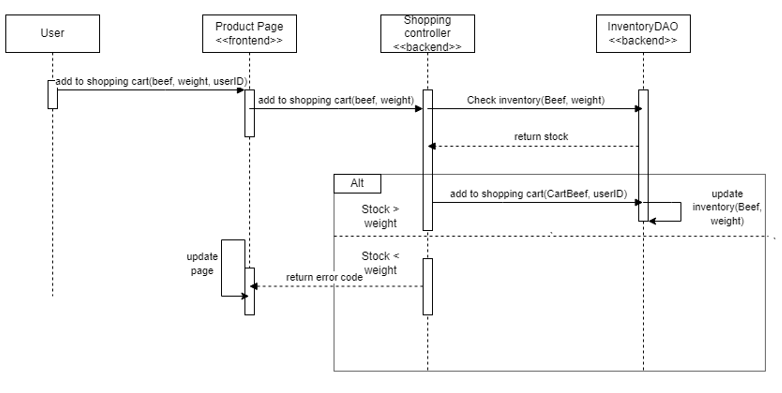 User
Product Page
<<frontend>>
Shopping
controller
<<backend>>
InventoryDAO
<<backend>>
add to shopping cart(beef, weight, userID)
add to shopping cart(beef, weight)
Check inventory(Beef, weight)
return stock
Alt
add to shopping cart(CartBeef, userID)
update
inventory(Beef,
weight)
Stock >
weight
Stock <
weight
update
page
return error code